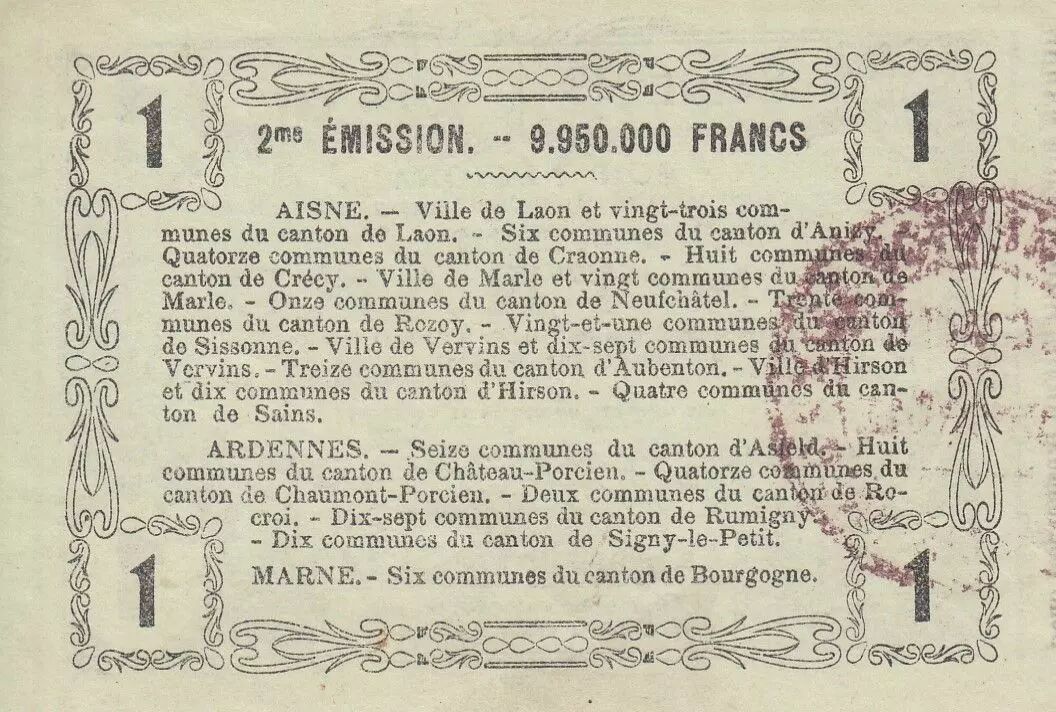 1
1
2me ÉMISSION. -- 9.950.000 FRANCS
AISNE. — Ville de Laon et vingt-trois com-
munes du canton de Laon. - Six communes du canton d'Anizy.
Quatorze communes du canton de Craonne. - Huit communes du
canton de Crécy. - Ville de Marle et vingt communes du canton de
Marle. - Onze communes du canton de Neufchâtel. - Trente com-
munes du canton de Rozoy. - Vingt-et-une communes du canton
de Sissonne. - Ville de Vervins et dix-sept communes du canton de
Vervins. - Treize communes du canton d'Aubenton. - Ville d'Hirson
et dix communes du canton d'Hirson. - Quatre communes du can-
ton de Sains.
ARDENNES. — Seize communes du canton d'Asfeld. - Huit
communes du canton de Château-Porcien. - Quatorze communes du
canton de Chaumont-Porcien. - Deux communes du canton de Ro-
croi. - Dix-sept communes du canton de Rumigny.
- Dix communes du canton de Signy-le-Petit.
MARNE. - Six communes du canton de Bourgogne.
1
1